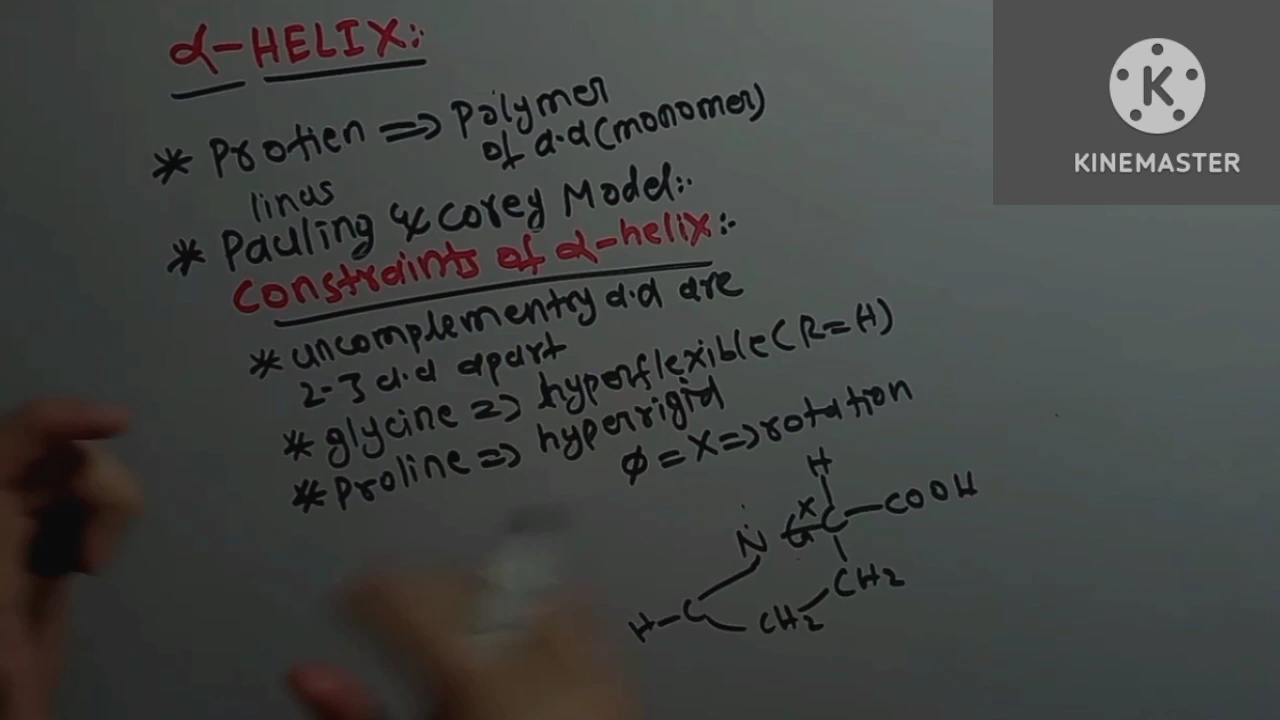 α-HELIX:-
* Protien => Polymer
of a.a (monomer)
linus
* Pauling & Corey Model:-
Constraints of α-helix:-
* uncomplementry a.a are
2-3 a.a apart
* glycine => hyperflexible (R=H)
* Proline => hyperrigid
φ = X => rotation
H
N x C - COOH
CH2
H-C CH2
K
KINEMASTER